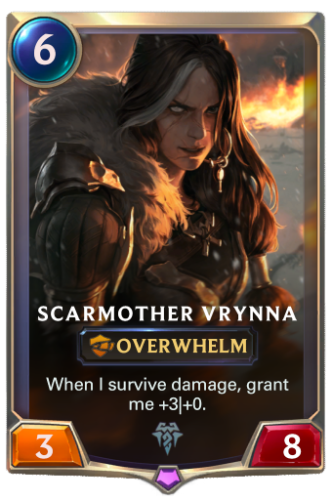 6
SCARMOTHER VRYNNA
OVERWHELM
When I survive damage, grant
me +3|+0.
3
8